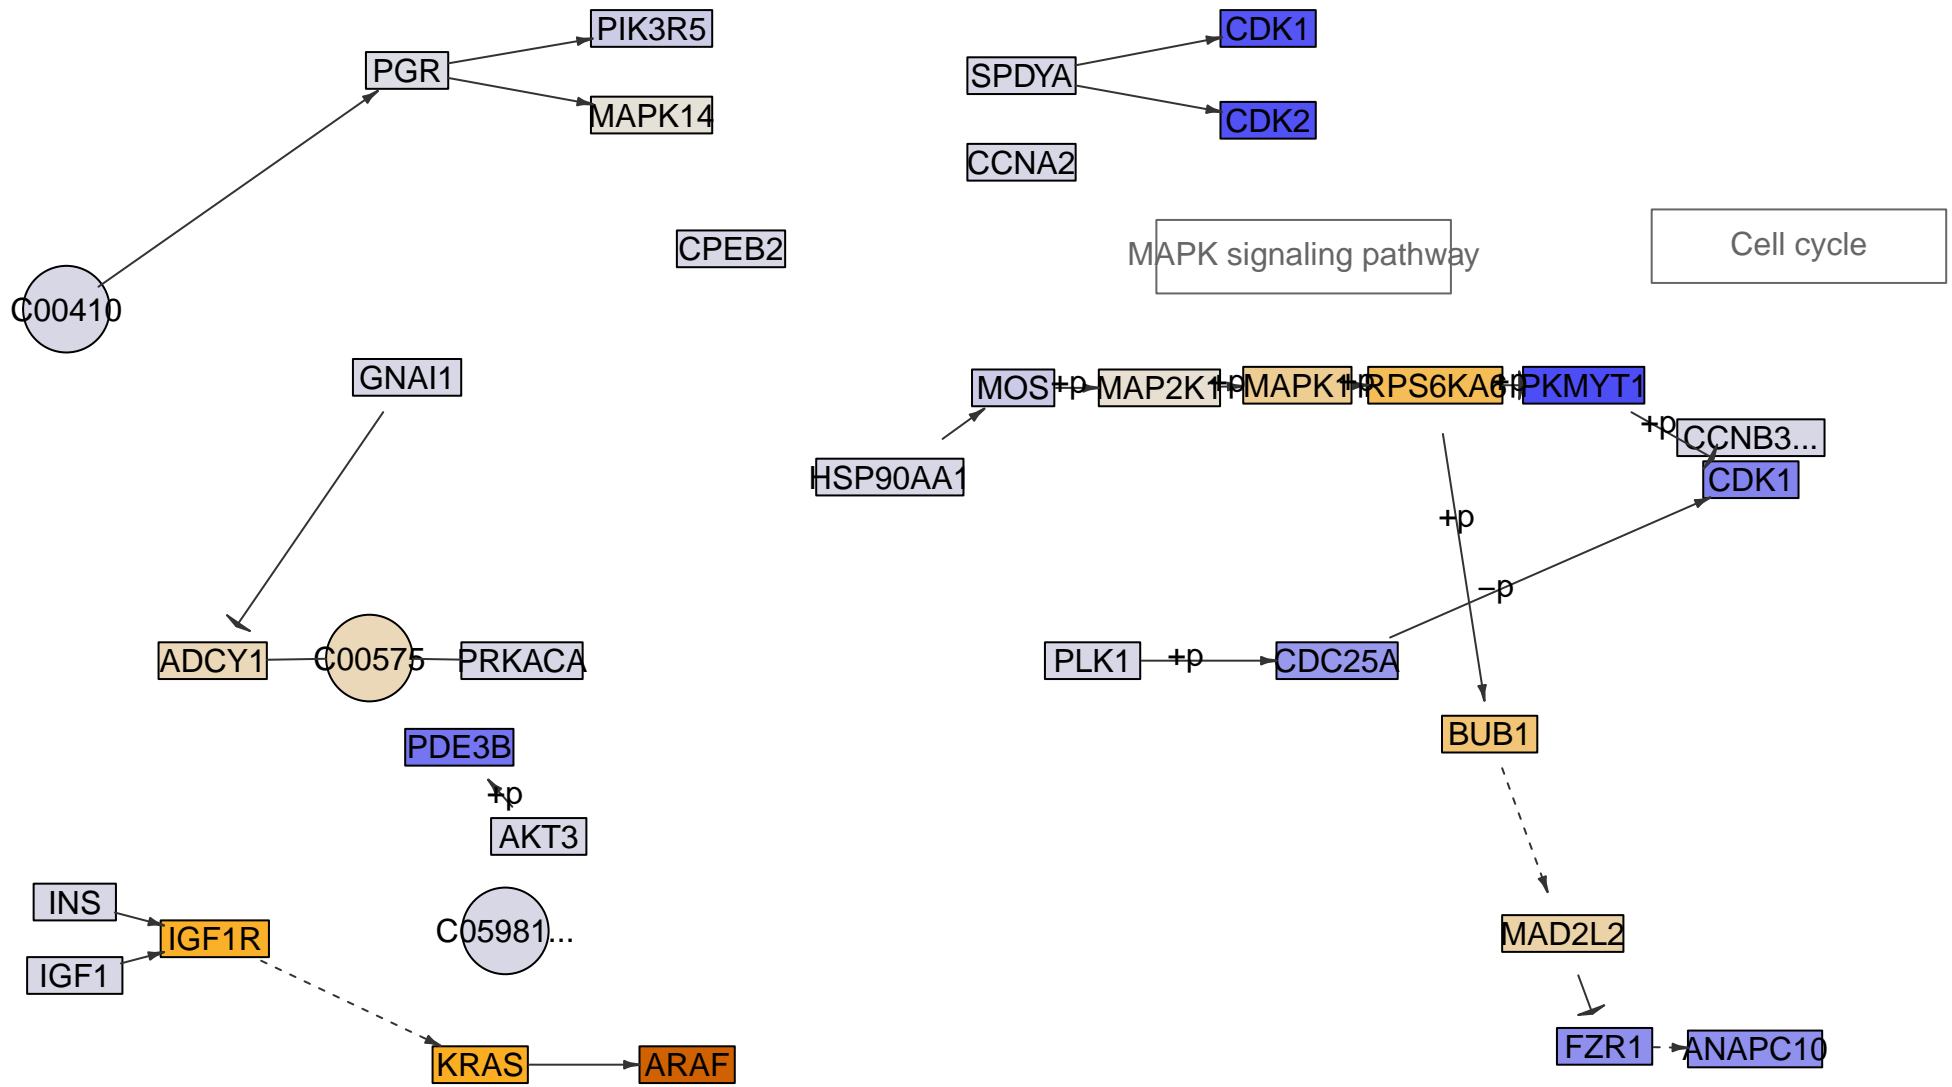 PIK3R5
CDK1
PGR
SPDYA
MAPK14
CDK2
CCNA2
CPEB2
MAPK signaling pathway
Cell cycle
C00410
GNAI1
MOS
+p
MAP2K1
+p
MAPK1
+p
RPS6KA6
+p
PKMYT1
+p
CCNB3...
HSP90AA1
CDK1
+p
–p
ADCY1
C00575
PRKACA
PLK1
+p
CDC25A
PDE3B
BUB1
+p
AKT3
INS
IGF1R
C05981...
MAD2L2
IGF1
KRAS
ARAF
FZR1
ANAPC10